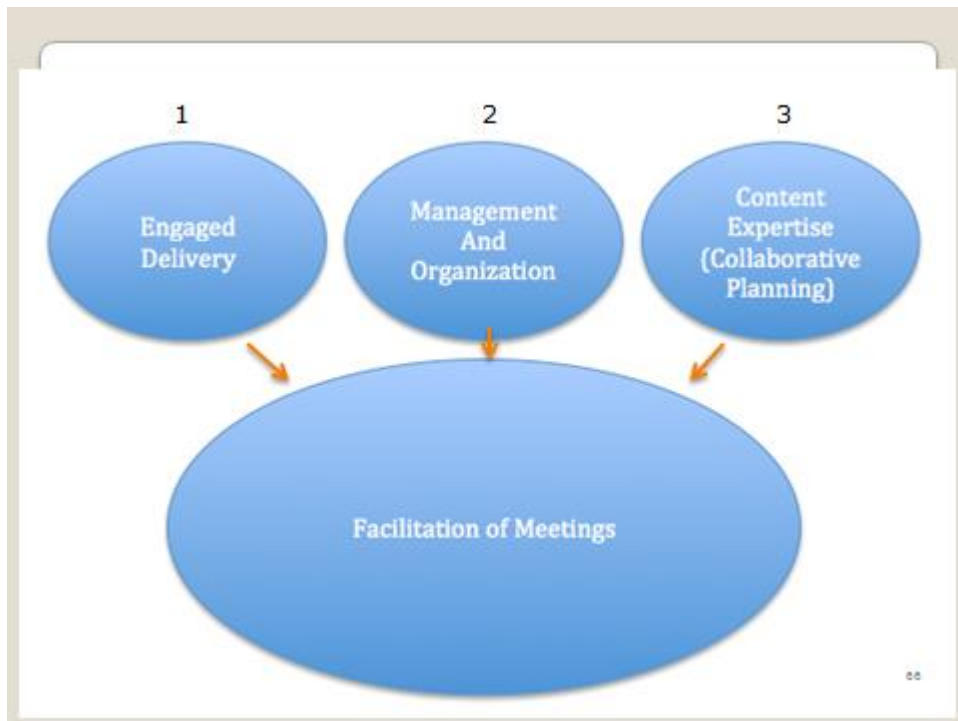 1
2
3
Engaged
Delivery
Management
And
Organization
Content
Expertise
(Collaborative
Planning)
Facilitation of Meetings